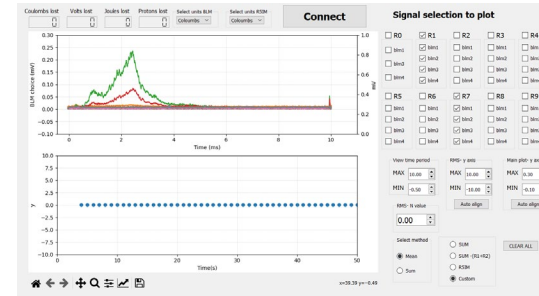 Coulombs lost Volts lost Joules lost Protons lost Select units BLM Select units RSIM
0 0 0 0 Coloumbs Coloumbs
Connect
Signal selection to plot
BLM choice (mV)
0.30
0.25
0.20
0.15
0.10
0.05
0.00
−0.05
−0.10
1.0
0.8
0.6
0.4
0.2
0.0
mV
0 2 4 6 8 10
Time (ms)
y
10.0
7.5
5.0
2.5
0.0
−2.5
−5.0
−7.5
−10.0
0 10 20 30 40 50
Time(s)
x=39.39 y=-0.49
R0 R1 R2 R3 R4
blm1 blm1 blm1 blm1 blm1
blm2 blm2 blm2 blm2
blm3 blm3 blm3 blm3 blm3
blm4 blm4 blm4 blm4 blm4
R5 R6 R7 R8 R9
blm1 blm1 blm1 blm1 blm1
blm2 blm2 blm2 blm2 blm2
blm3 blm3 blm3 blm3 blm3
blm4 blm4 blm4 blm4 blm4
View time period RMS- y axis Main plot- y axis
MAX 10.00 MAX 10.00 MAX 0.30
MIN -0.50 MIN -10.00 MIN -0.10
RMS- N value Auto align Auto align
0.00
Select method
Mean
Sum
SUM
SUM -(R1+R2)
RSIM
Custom
CLEAR ALL